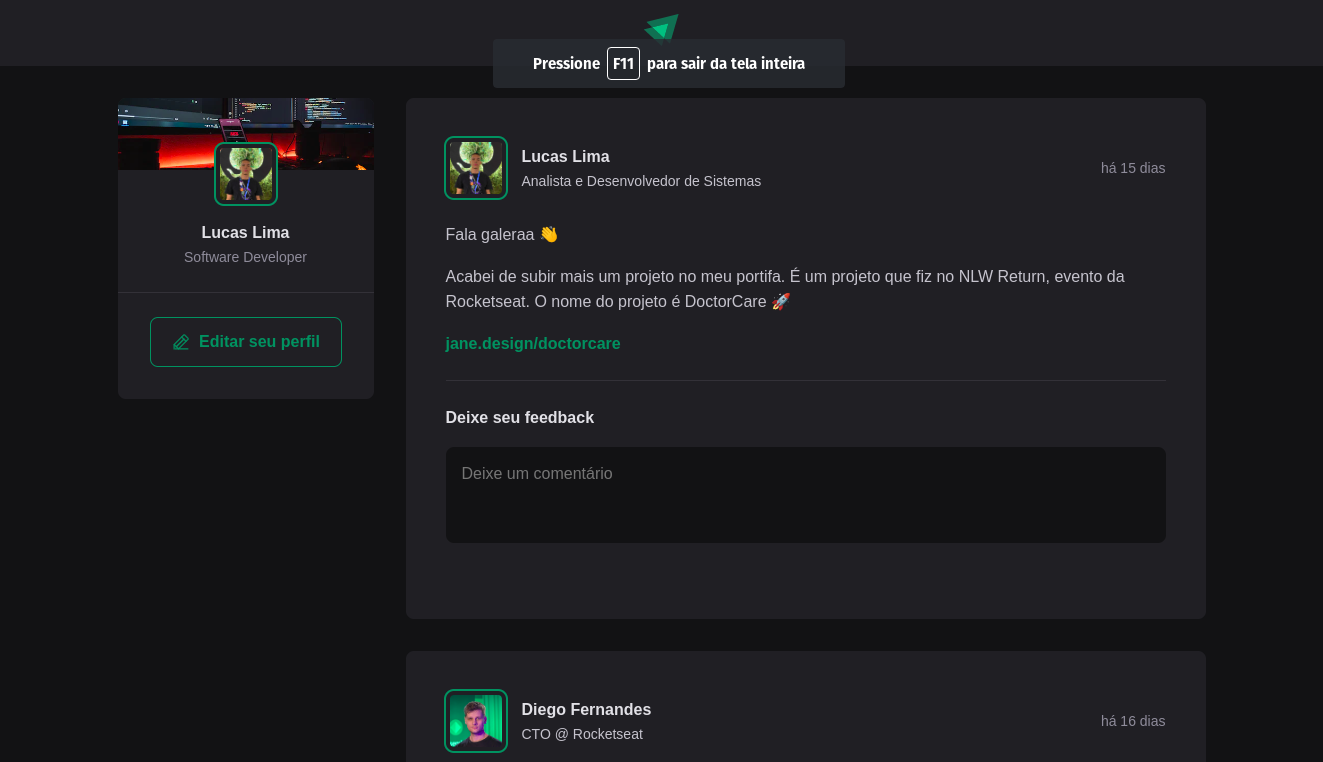 Pressione F11 para sair da tela inteira
Lucas Lima
Software Developer
Editar seu perfil
Lucas Lima
Analista e Desenvolvedor de Sistemas
há 15 dias
Fala galeraa 👋
Acabei de subir mais um projeto no meu portifa. É um projeto que fiz no NLW Return, evento da
Rocketseat. O nome do projeto é DoctorCare 🚀
jane.design/doctorcare
Deixe seu feedback
Deixe um comentário
Diego Fernandes
CTO @ Rocketseat
há 16 dias